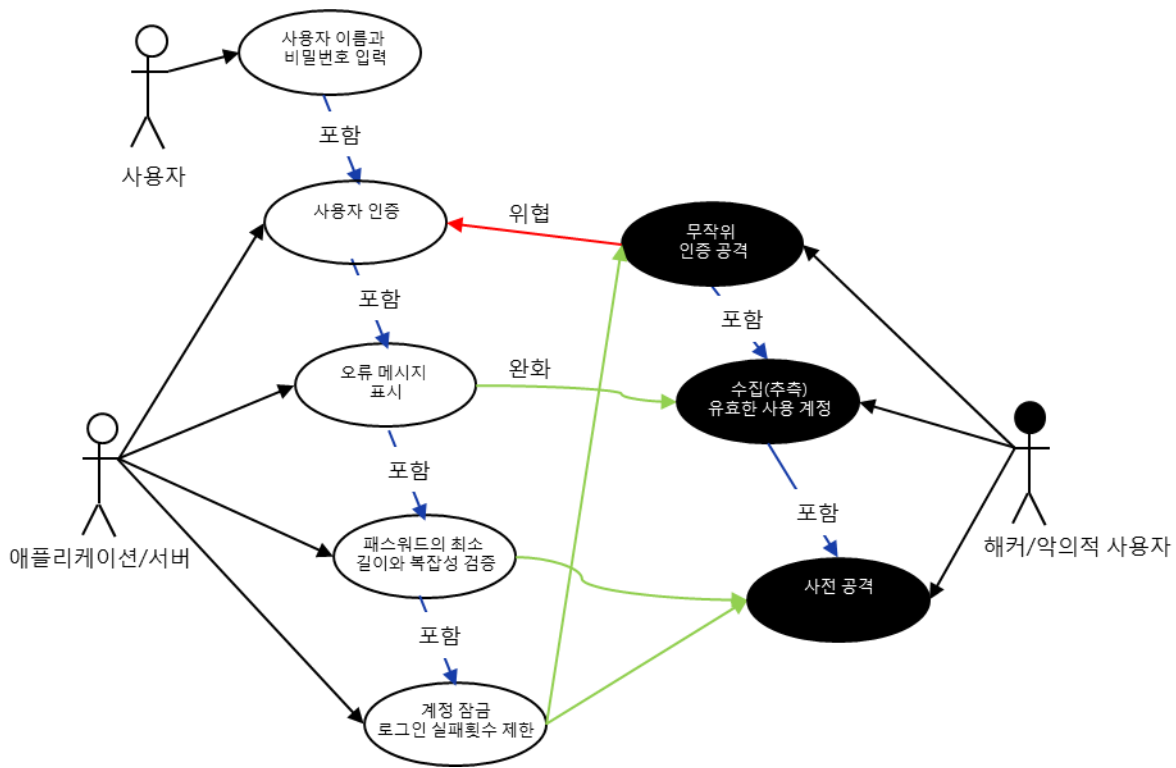 사용자 이름과
비밀번호 입력
포함
사용자
사용자 인증
위협
무작위
인증 공격
포함
포함
오류 메시지
표시
완화
수집(추측)
유효한 사용 계정
포함
포함
애플리케이션/서버
패스워드의 최소
길이와 복잡성 검증
해커/악의적 사용자
사전 공격
포함
계정 잠금
로그인 실패횟수 제한